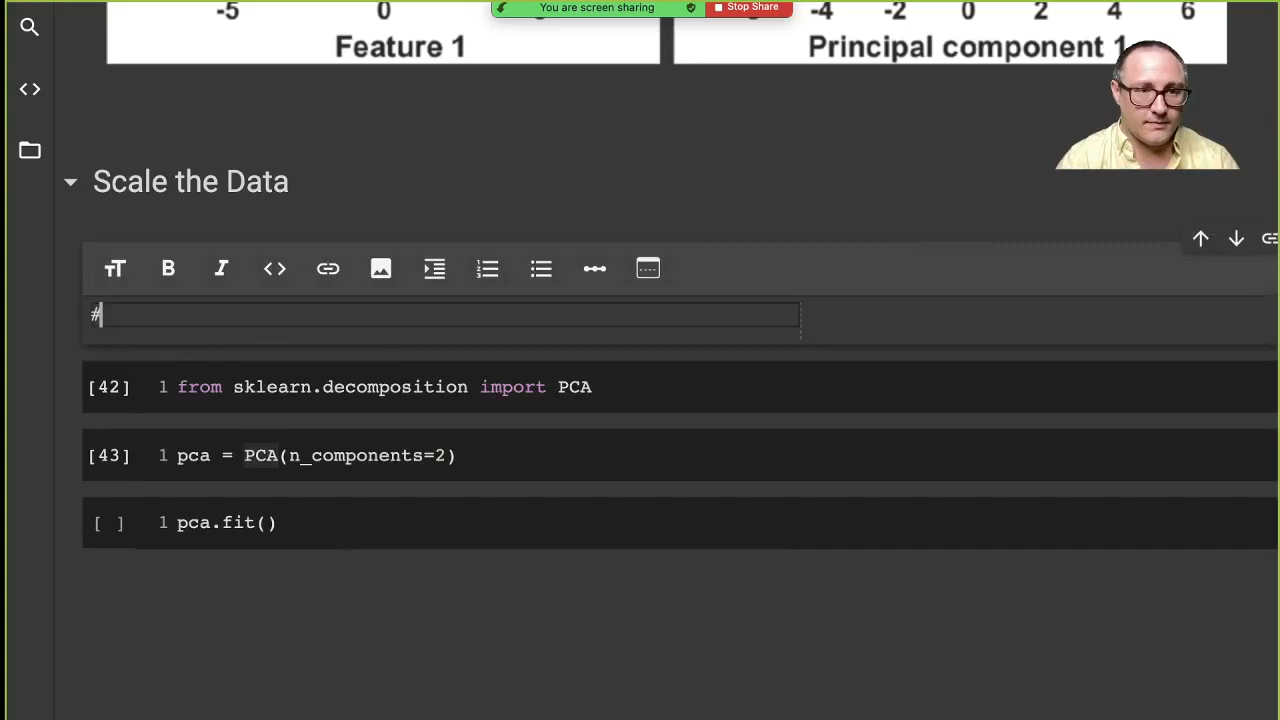 You are screen sharing Stop Share
-5 0
-4 -2 0 2 4 6
Feature 1
Principal component 1
Scale the Data
#
[42] 1 from sklearn.decomposition import PCA
[43] 1 pca = PCA(n_components=2)
[ ] 1 pca.fit()